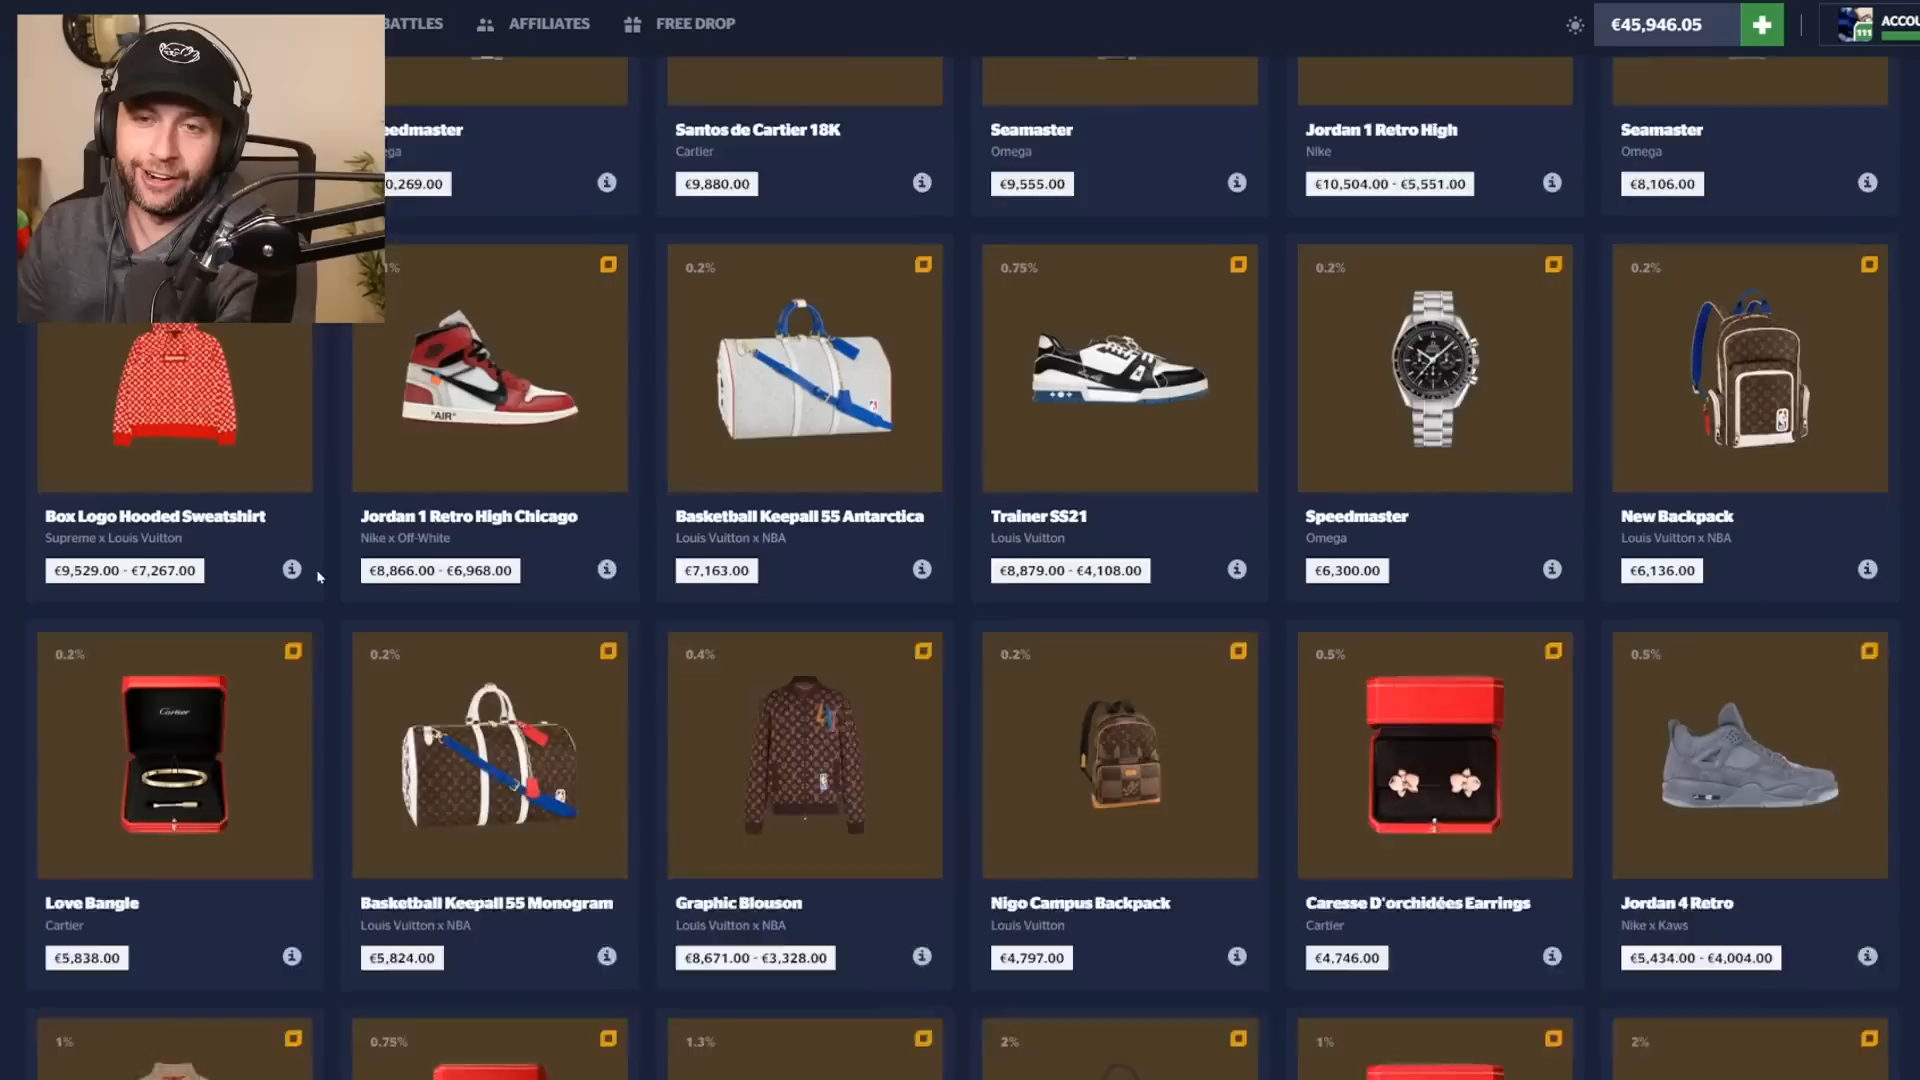 BATTLES
AFFILIATES
FREE DROP
€45,946.05
111
ACCOU
eedmaster
Santos de Cartier 18K
Seamaster
Jordan 1 Retro High
Seamaster
ega
Cartier
Omega
Nike
Omega
0,269.00
€9,880.00
€9,555.00
€10,504.00 - €5,551.00
€8,106.00
1%
0.2%
0.75%
0.2%
0.2%
"AIR"
Box Logo Hooded Sweatshirt
Jordan 1 Retro High Chicago
Basketball Keepall 55 Antarctica
Trainer SS21
Speedmaster
New Backpack
Supreme x Louis Vuitton
Nike x Off-White
Louis Vuitton x NBA
Louis Vuitton
Omega
Louis Vuitton x NBA
€9,529.00 - €7,267.00
€8,866.00 - €6,968.00
€7,163.00
€8,879.00 - €4,108.00
€6,300.00
€6,136.00
0.2%
0.2%
0.4%
0.2%
0.5%
0.5%
Cartier
Love Bangle
Basketball Keepall 55 Monogram
Graphic Blouson
Nigo Campus Backpack
Caresse D'orchidées Earrings
Jordan 4 Retro
Cartier
Louis Vuitton x NBA
Louis Vuitton x NBA
Louis Vuitton
Cartier
Nike x Kaws
€5,838.00
€5,824.00
€8,671.00 - €3,328.00
€4,797.00
€4,746.00
€5,434.00 - €4,004.00
1%
0.75%
1.3%
2%
1%
2%